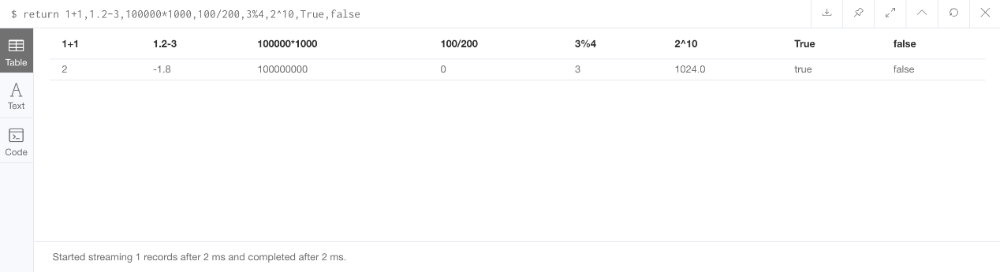 $ return 1+1,1.2-3,100000*1000,100/200,3%4,2^10,True,false
1+1 1.2-3 100000*1000 100/200 3%4 2^10 True false
Table
2 -1.8 100000000 0 3 1024.0 true false
A
Text
Code
Started streaming 1 records after 2 ms and completed after 2 ms.